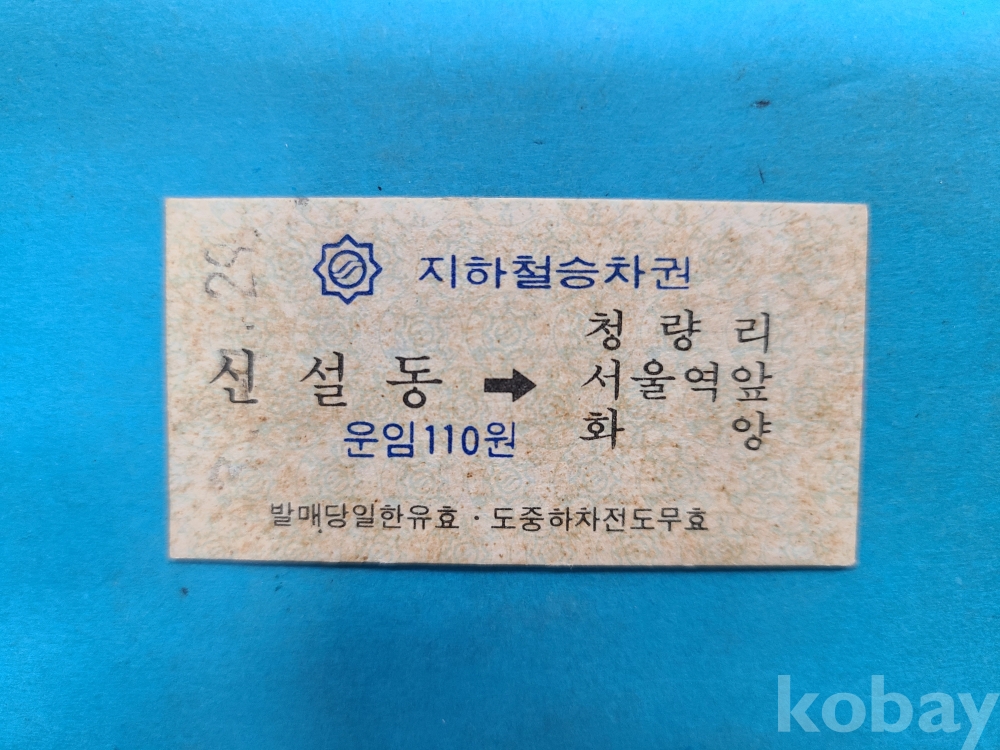 지하철승차권
신설동 → 청량리
서울역앞
화양
운임110원
발매당일한유효 · 도중하차전도무효
29
kobay